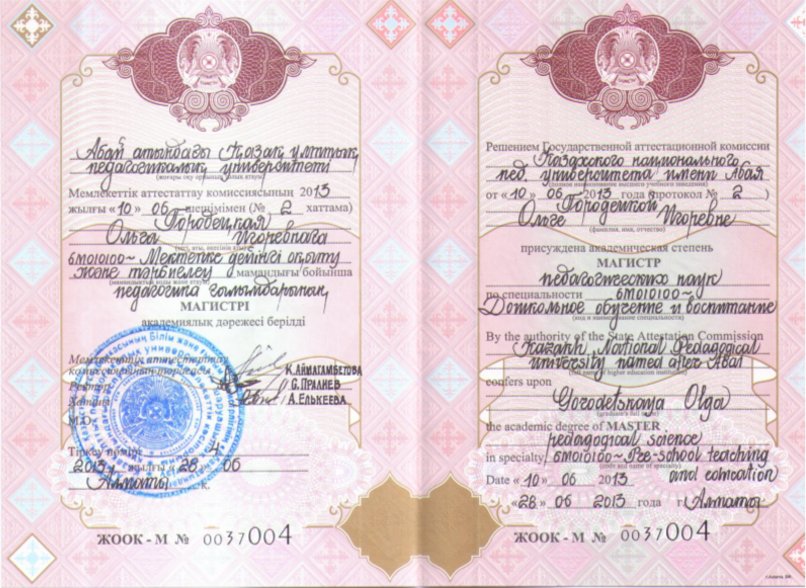 Абай атындағы Қазақ ұлттық
педагогикалық университеті
(жоғары оқу орнының толық атауы)
Мемлекеттік аттестаттау комиссиясының 2013
жылғы «10» 06 шешімімен (№ 2 хаттама)
Городецкая
Ольга Игоревнаға
(тегі, аты, әкесінің аты)
6М010100~ Мектепке дейінгі оқыту
және тәрбиелеу мамандығы бойынша
(мамандықтың коды және атауы)
педагогика ғылымдарының
МАГИСТРІ
академиялық дәрежесі берілді
Мемлекеттік аттестаттау
комиссиясының төрағасы К.АЙМАГАМБЕТОВА
Ректор С.ПРАЛИЕВ
Хатшы А.ЕЛЬКЕЕВА
М.О.
Тіркеу нөмірі 4
2013 жылғы «28» 06
Алматы қ.
ЖООК - М № 0037004
Решением Государственной аттестационной комиссии
Казахского национального
пед. университета имени Абая
(полное наименование высшего учебного заведения)
от «10» 06 2013 года (протокол № 2)
Городецкой
Ольге Игоревне
(фамилия, имя, отчество)
присуждена академическая степень
МАГИСТР
педагогических наук
по специальности 6М010100~
Дошкольное обучение и воспитание
(код и наименование специальности)
By the authority of the State Attestation Commission
Kazakh National Pedagogical
university named after Abai
(full name of higher education institution)
confers upon
Gorodetskaya Olga
(graduate's full name)
the academic degree of MASTER
pedagogical science
in specialty 6М010100~ Pre-school teaching
(code and name of specialty)
and education
Date «10» 06 2013
«28» 06 2013 года г. Алматы
ЖООК - М № 0037004